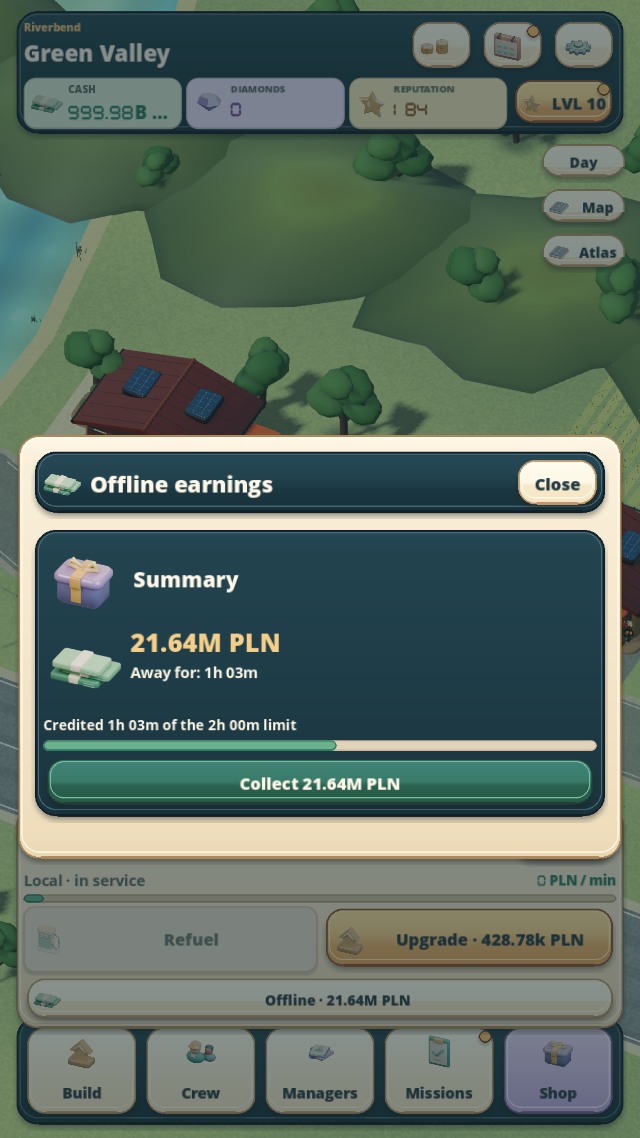 Riverbend
Green Valley
CASH
999.98B ...
DIAMONDS
0
REPUTATION
184
LVL 10
Day
Map
Atlas
Offline earnings
Close
Summary
21.64M PLN
Away for: 1h 03m
Credited 1h 03m of the 2h 00m limit
Collect 21.64M PLN
Local · in service
0 PLN / min
Refuel
Upgrade · 428.78k PLN
Offline · 21.64M PLN
Build
Crew
Managers
Missions
Shop